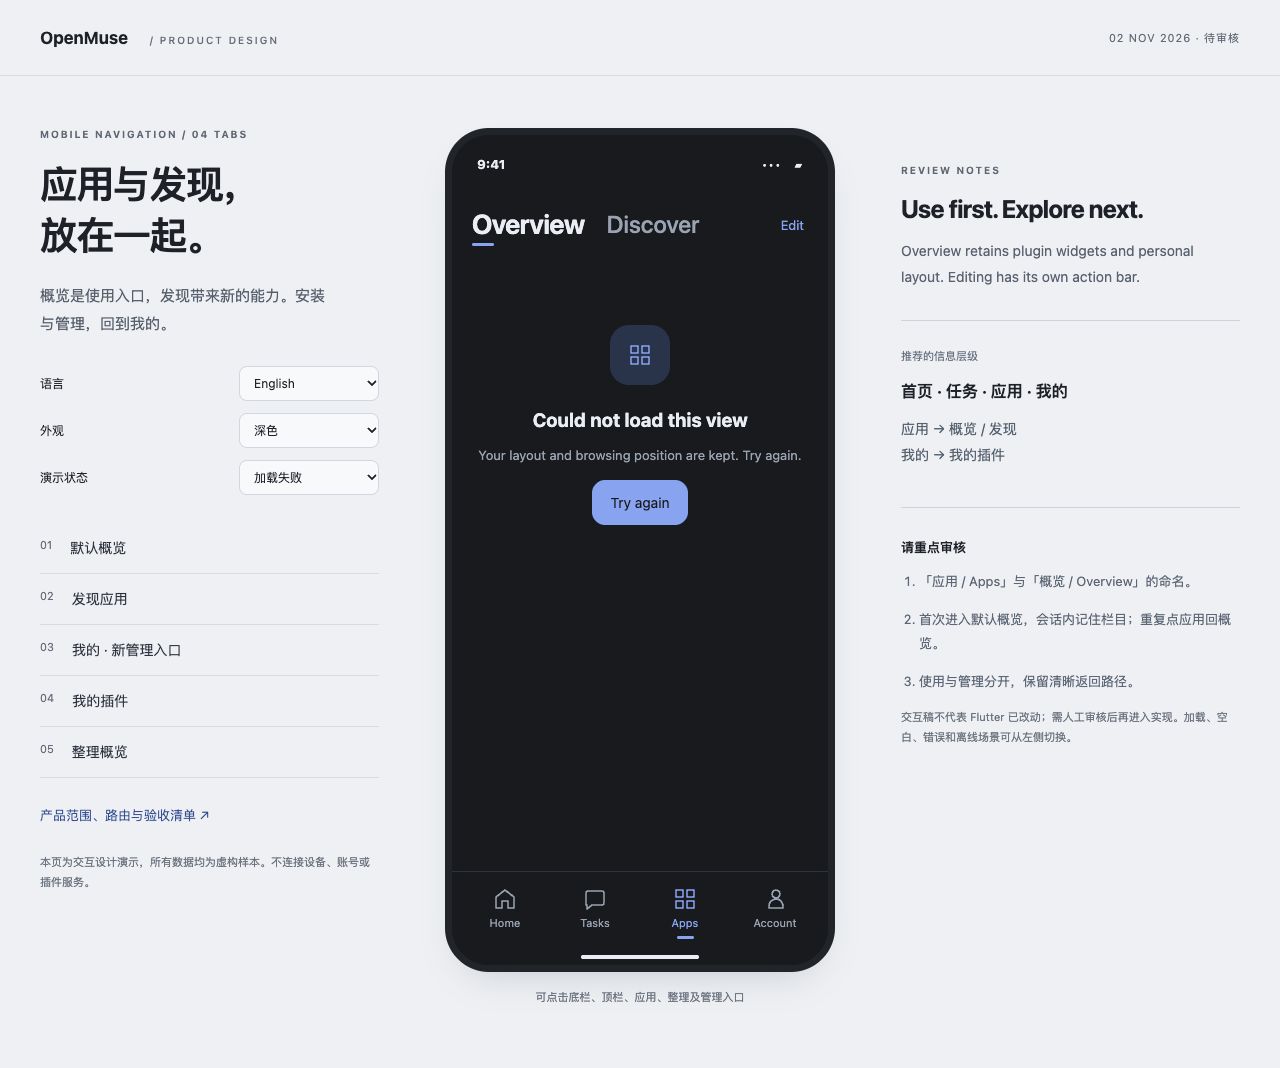 OpenMuse / PRODUCT DESIGN
02 NOV 2026 · 待审核
MOBILE NAVIGATION / 04 TABS
应用与发现，
放在一起。
概览是使用入口，发现带来新的能力。安装
与管理，回到我的。
语言 English
外观 深色
演示状态 加载失败
01 默认概览
02 发现应用
03 我的 · 新管理入口
04 我的插件
05 整理概览
产品范围、路由与验收清单 ↗
本页为交互设计演示，所有数据均为虚构样本。不连接设备、账号或
插件服务。
9:41
Overview Discover Edit
Could not load this view
Your layout and browsing position are kept. Try again.
Try again
Home Tasks Apps Account
可点击底栏、顶栏、应用、整理及管理入口
REVIEW NOTES
Use first. Explore next.
Overview retains plugin widgets and personal
layout. Editing has its own action bar.
推荐的信息层级
首页 · 任务 · 应用 · 我的
应用 → 概览 / 发现
我的 → 我的插件
请重点审核
1. 「应用 / Apps」与「概览 / Overview」的命名。
2. 首次进入默认概览，会话内记住栏目；重复点应用回概
览。
3. 使用与管理分开，保留清晰返回路径。
交互稿不代表 Flutter 已改动；需人工审核后再进入实现。加载、空
白、错误和离线场景可从左侧切换。